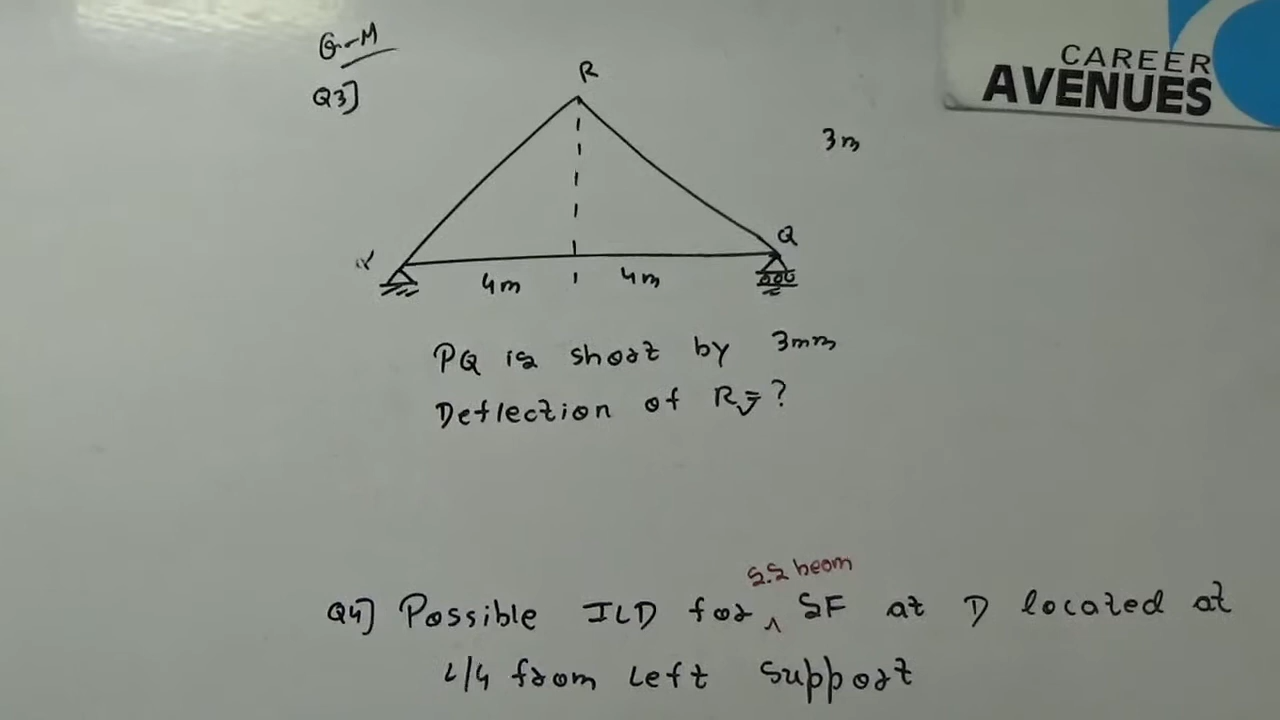 G-M
Q3]
R
3m
Q
4m 4m
PQ is short by 3mm
Deflection of R = ?
S.S beam
Q4] Possible ILD for ^ SF at D located at
L/4 from left support
CAREER
AVENUES